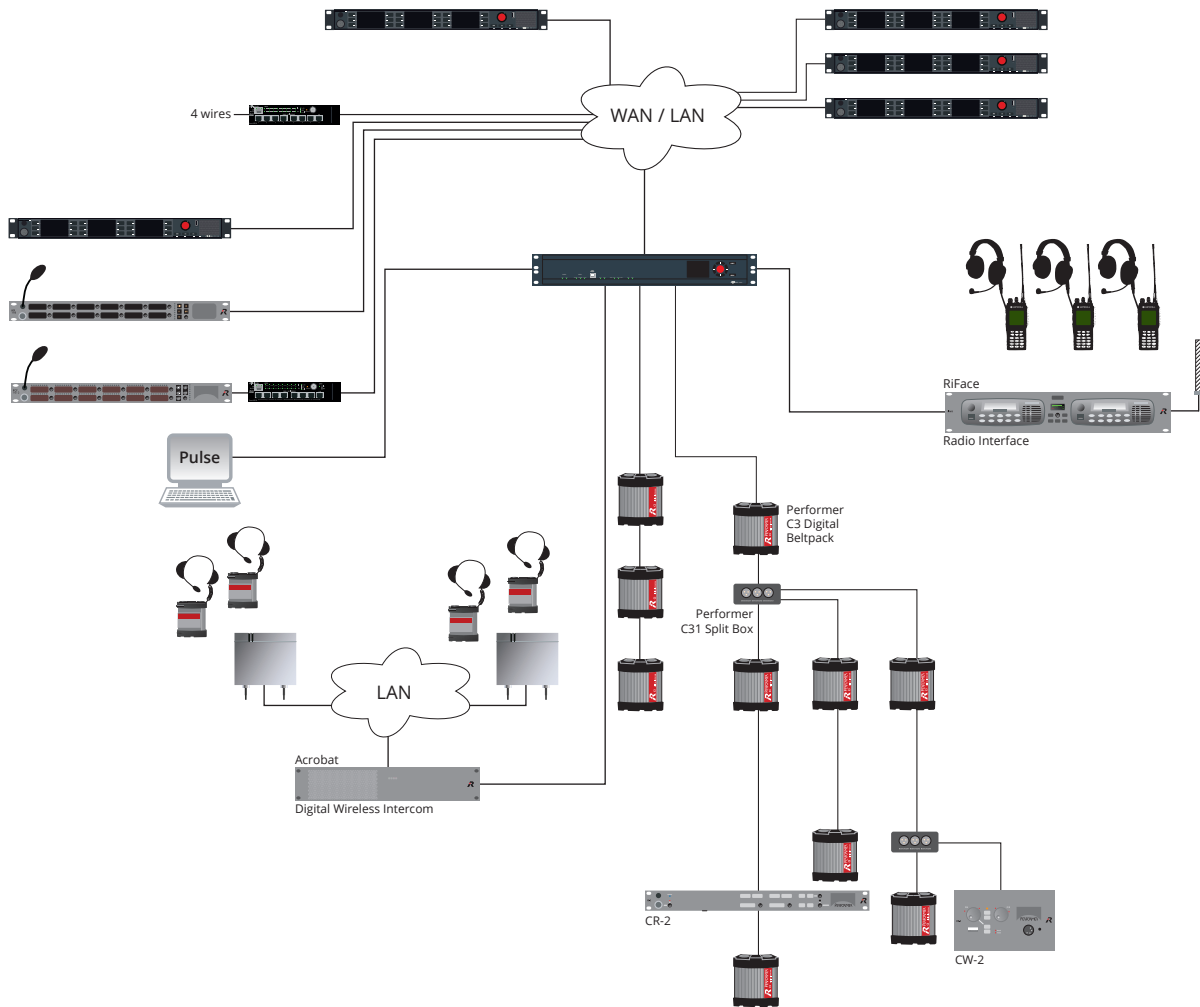 WAN / LAN
4 wires
RiFace
Radio Interface
Pulse
Performer
C3 Digital
Beltpack
Performer
C31 Split Box
LAN
Acrobat
Digital Wireless Intercom
CR-2
CW-2